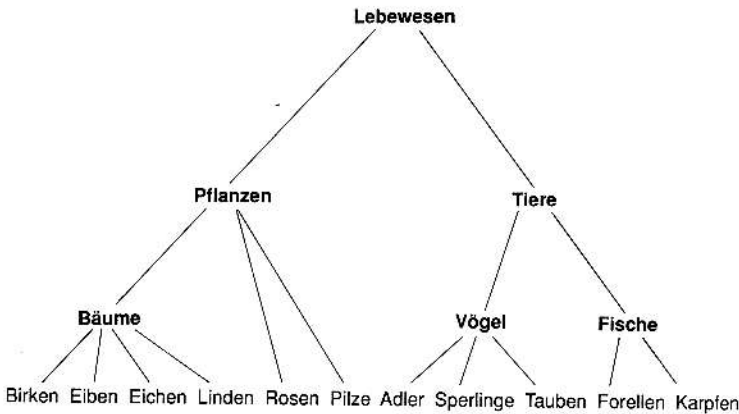 Lebewesen
Pflanzen Tiere
Bäume Vögel Fische
Birken Eiben Eichen Linden Rosen Pilze Adler Sperlinge Tauben Forellen Karpfen